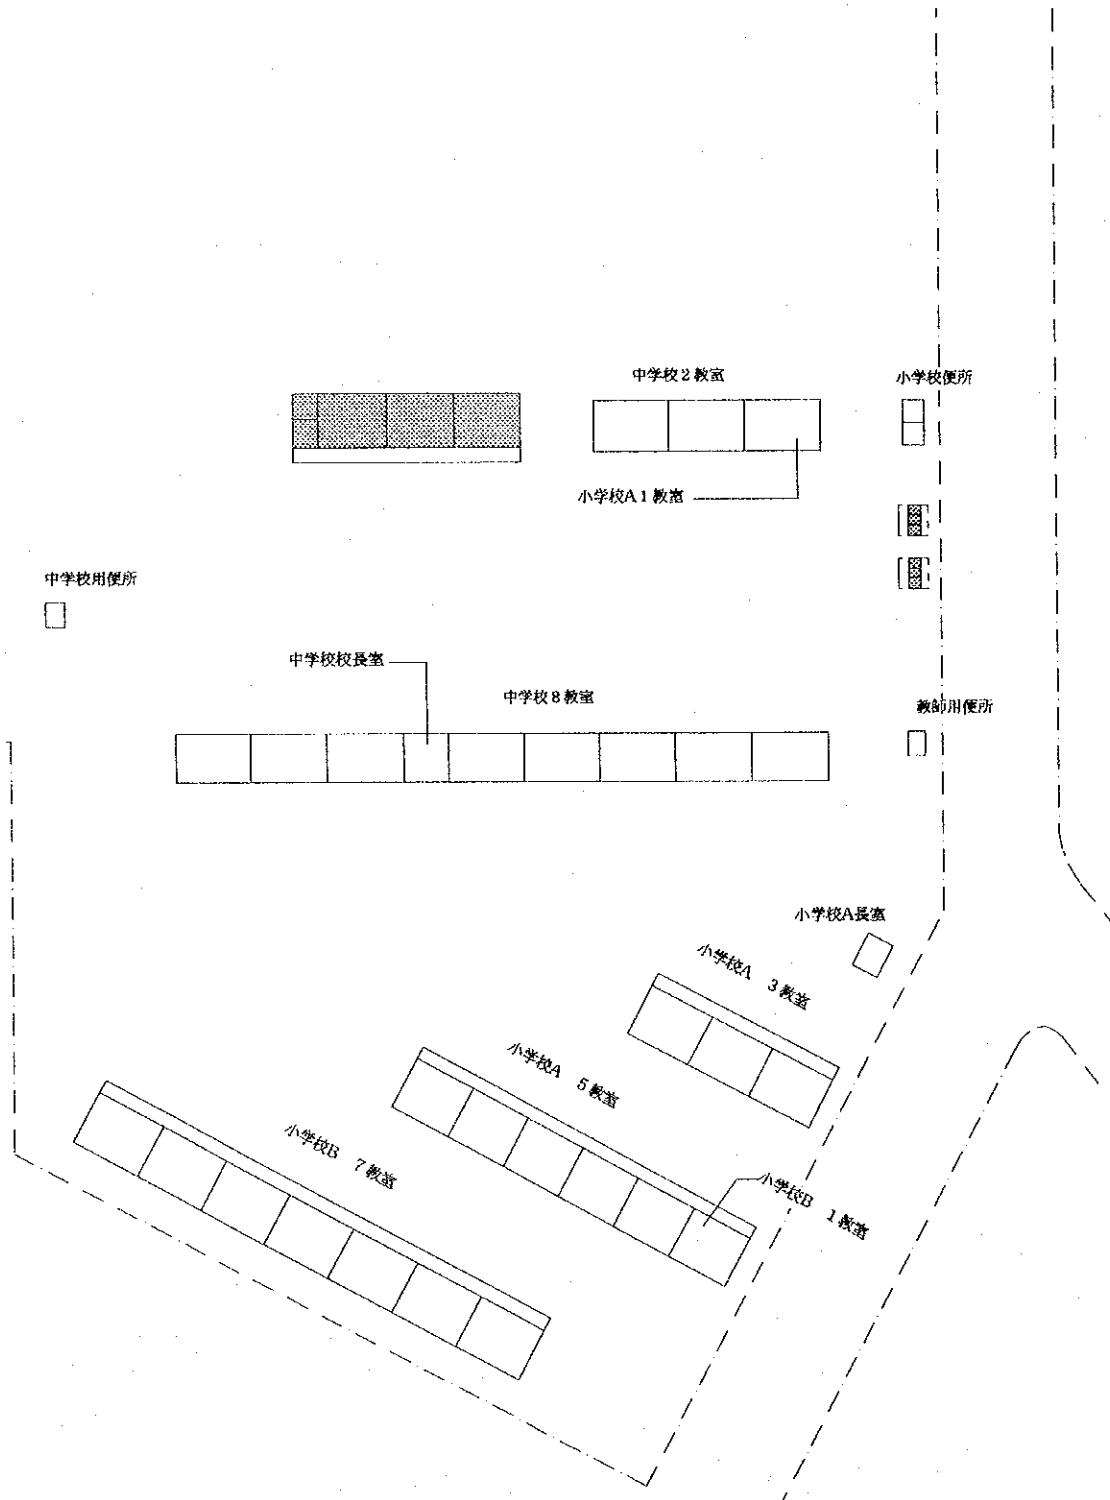 中学校2教室
小学校便所
小学校A1教室
中学校用便所
中学校校長室
中学校8教室
教師用便所
小学校A長室
小学校A 3教室
小学校A 5教室
小学校B 7教室
小学校B 1教室